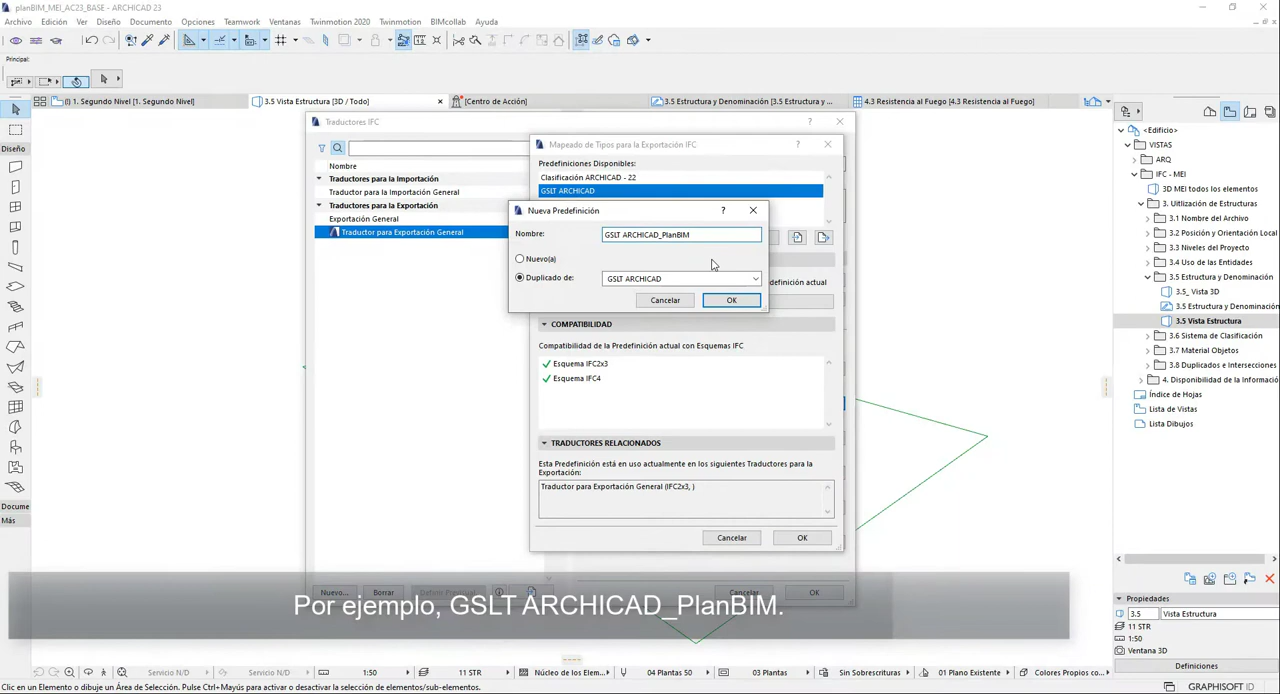 planBIM_MEI_AC23_BASE - ARCHICAD 23
Archivo Edición Ver Diseño Documento Opciones Teamwork Ventanas Twinmotion 2020 Twinmotion BIMcollab Ayuda
Principal:
(I) 1. Segundo Nivel [1. Segundo Nivel]
3.5 Vista Estructura [3D / Todo]
[Centro de Acción]
3.5 Estructura y Denominación [3.5 Estructura y ...
4.3 Resistencia al Fuego [4.3 Resistencia al Fuego]
Diseño
Docume
Más
Traductores IFC
Nombre
Traductores para la Importación
Traductor para la Importación General
Traductores para la Exportación
Exportación General
Traductor para Exportación General
Nuevo...
Borrar
Cancelar
OK
Mapeado de Tipos para la Exportación IFC
Predefiniciones Disponibles:
Clasificación ARCHICAD - 22
GSLT ARCHICAD
Nueva Predefinición
Nombre:
GSLT ARCHICAD_PlanBIM
Nuevo(a)
Duplicado de:
GSLT ARCHICAD
Cancelar
OK
definición actual
COMPATIBILIDAD
Compatibilidad de la Predefinición actual con Esquemas IFC
Esquema IFC2x3
Esquema IFC4
TRADUCTORES RELACIONADOS
Esta Predefinición está en uso actualmente en los siguientes Traductores para la
Exportación:
Traductor para Exportación General (IFC2x3, )
Cancelar
OK
Por ejemplo, GSLT ARCHICAD_PlanBIM.
<Edificio>
VISTAS
ARQ
IFC - MEI
3D MEI todos los elementos
3. Uitlización de Estructuras
3.1 Nombre del Archivo
3.2 Posición y Orientación Local
3.3 Niveles del Proyecto
3.4 Uso de las Entidades
3.5 Estructura y Denominación
3.5_ Vista 3D
3.5 Estructura y Denominación
3.5 Vista Estructura
3.6 Sistema de Clasificación
3.7 Material Objetos
3.8 Duplicados e Intersecciones
4. Disponibilidad de la Informació
Índice de Hojas
Lista de Vistas
Lista Dibujos
Propiedades
3.5
Vista Estructura
11 STR
1:50
Ventana 3D
Definiciones
Servicio N/D
Servicio N/D
1:50
11 STR
Núcleo de los Elem...
04 Plantas 50
03 Plantas
Sin Sobrescrituras
01 Plano Existente
Colores Propios co...
Clic en un Elemento o dibuje un Área de Selección. Pulse Ctrl+Mayús para activar o desactivar la selección de elementos/sub-elementos.
GRAPHISOFT ID